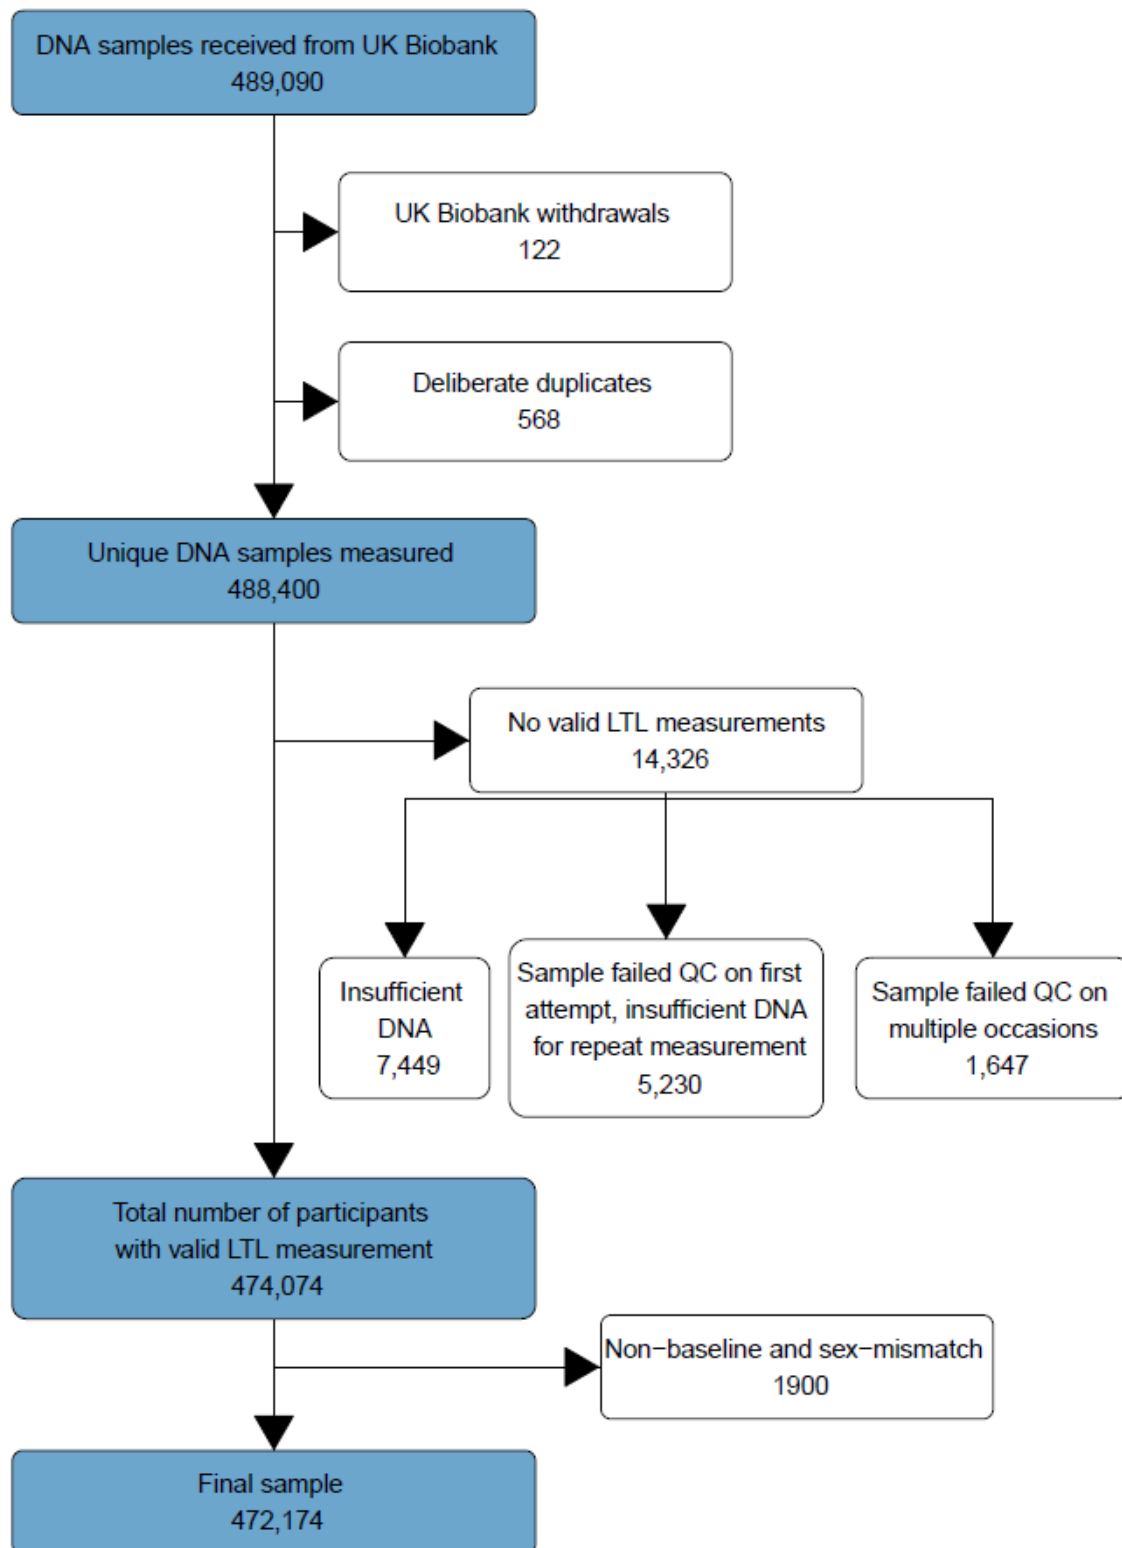 DNA samples received from UK Biobank
489,090
UK Biobank withdrawals
122
Deliberate duplicates
568
Unique DNA samples measured
488,400
No valid LTL measurements
14,326
Insufficient
DNA
7,449
Sample failed QC on first
attempt, insufficient DNA
for repeat measurement
5,230
Sample failed QC on
multiple occasions
1,647
Total number of participants
with valid LTL measurement
474,074
Non−baseline and sex−mismatch
1900
Final sample
472,174